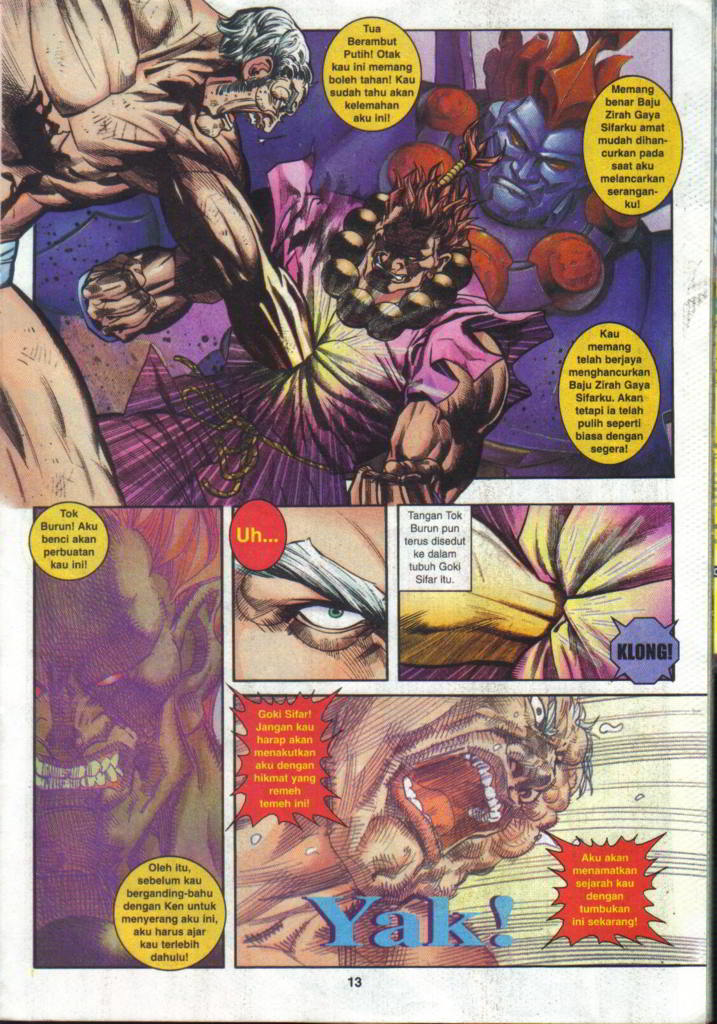 Tua
Berambut
Putih! Otak
kau ini memang
boleh tahan! Kau
sudah tahu akan
kelemahan
aku ini!
Memang
benar Baju
Zirah Gaya
Sifarku amat
mudah dihan-
curkan pada
saat aku
melancarkan
serangan-
ku!
Kau
memang
telah berjaya
menghancurkan
Baju Zirah Gaya
Sifarku. Akan
tetapi ia telah
pulih seperti
biasa dengan
segera!
Tok
Burun! Aku
benci akan
perbuatan
kau ini!
Oleh itu,
sebelum kau
berganding-bahu
dengan Ken untuk
menyerang aku ini,
aku harus ajar
kau terlebih
dahulu!
Uh...
Tangan Tok
Burun pun
terus disedut
ke dalam
tubuh Goki
Sifar itu.
KLONG!
Goki Sifar!
Jangan kau
harap akan
menakutkan
aku dengan
hikmat yang
remeh
temeh ini!
Yak!
Aku akan
menamatkan
sejarah kau
dengan
tumbukan
ini sekarang!
13